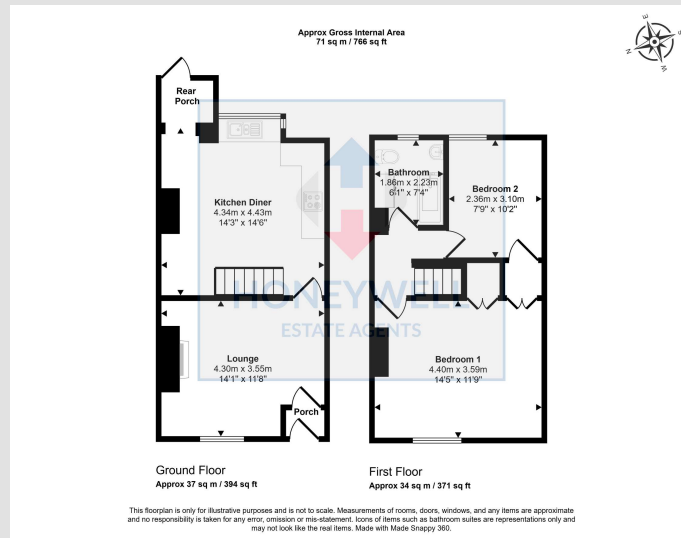 Approx Gross Internal Area
71 sq m / 766 sq ft
Rear
Porch
Kitchen Diner
4.34m x 4.43m
14'3" x 14'6"
Bathroom
1.86m x 2.23m
6'1" x 7'4"
Bedroom 2
2.36m x 3.10m
7'9" x 10'2"
HONEYWELL
ESTATE AGENTS
Lounge
4.30m x 3.55m
14'1" x 11'8"
Porch
Bedroom 1
4.40m x 3.59m
14'5" x 11'9"
Ground Floor
Approx 37 sq m / 394 sq ft
First Floor
Approx 34 sq m / 371 sq ft
This floorplan is only for illustrative purposes and is not to scale. Measurements of rooms, doors, windows, and any items are approximate
and no responsibility is taken for any error, omission or mis-statement. Icons of items such as bathroom suites are representations only and
may not look like the real items. Made with Made Snappy 360.